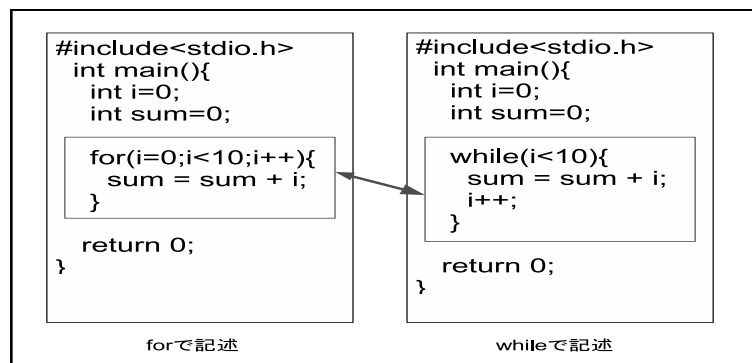 #include<stdio.h>
int main(){
int i=0;
int sum=0;
for(i=0;i<10;i++){
sum = sum + i;
}
return 0;
}
forで記述
#include<stdio.h>
int main(){
int i=0;
int sum=0;
while(i<10){
sum = sum + i;
i++;
}
return 0;
}
whileで記述